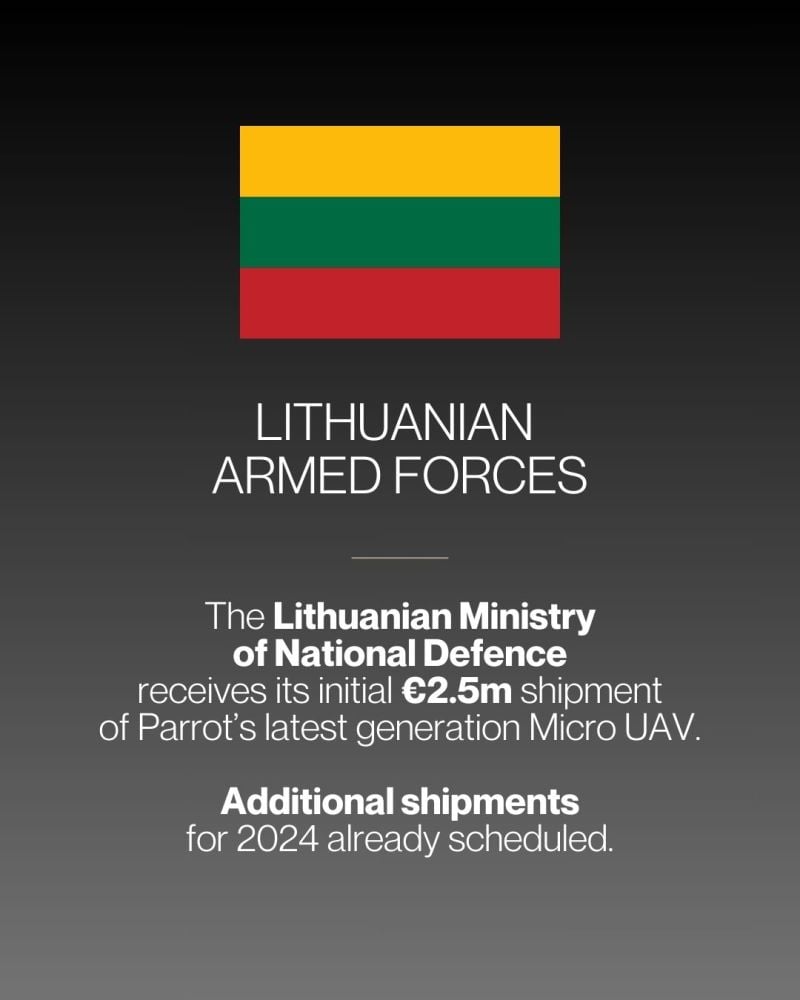 LITHUANIAN
ARMED FORCES
The Lithuanian Ministry
of National Defence
receives its initial €2.5m shipment
of Parrot’s latest generation Micro UAV.
Additional shipments
for 2024 already scheduled.